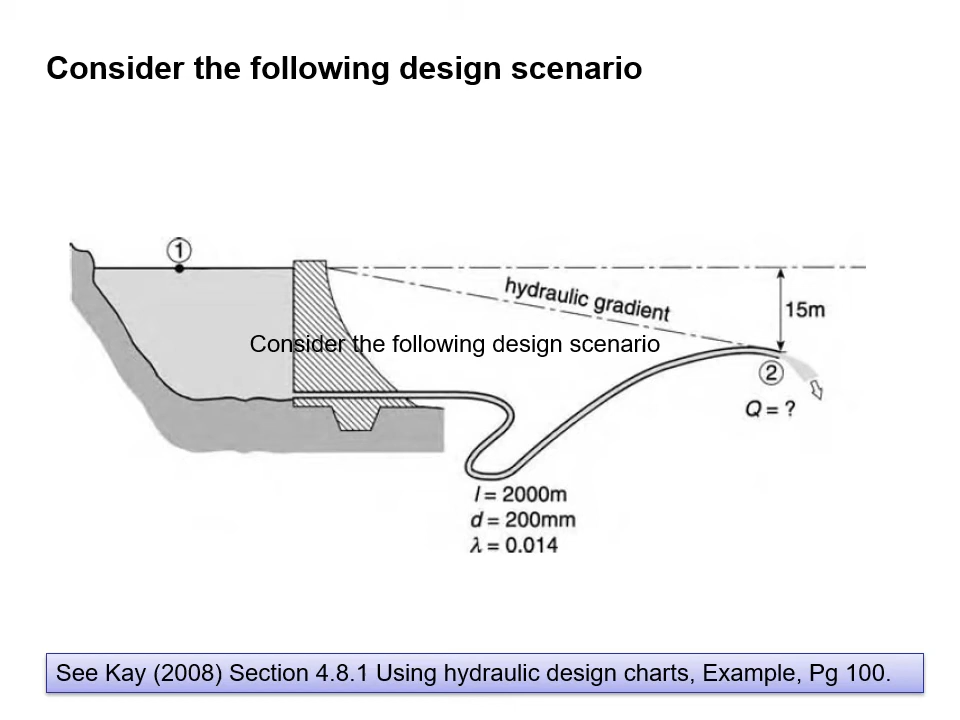 Consider the following design scenario
①
hydraulic gradient
15m
Consider the following design scenario
②
Q = ?
l = 2000m
d = 200mm
λ = 0.014
See Kay (2008) Section 4.8.1 Using hydraulic design charts, Example, Pg 100.